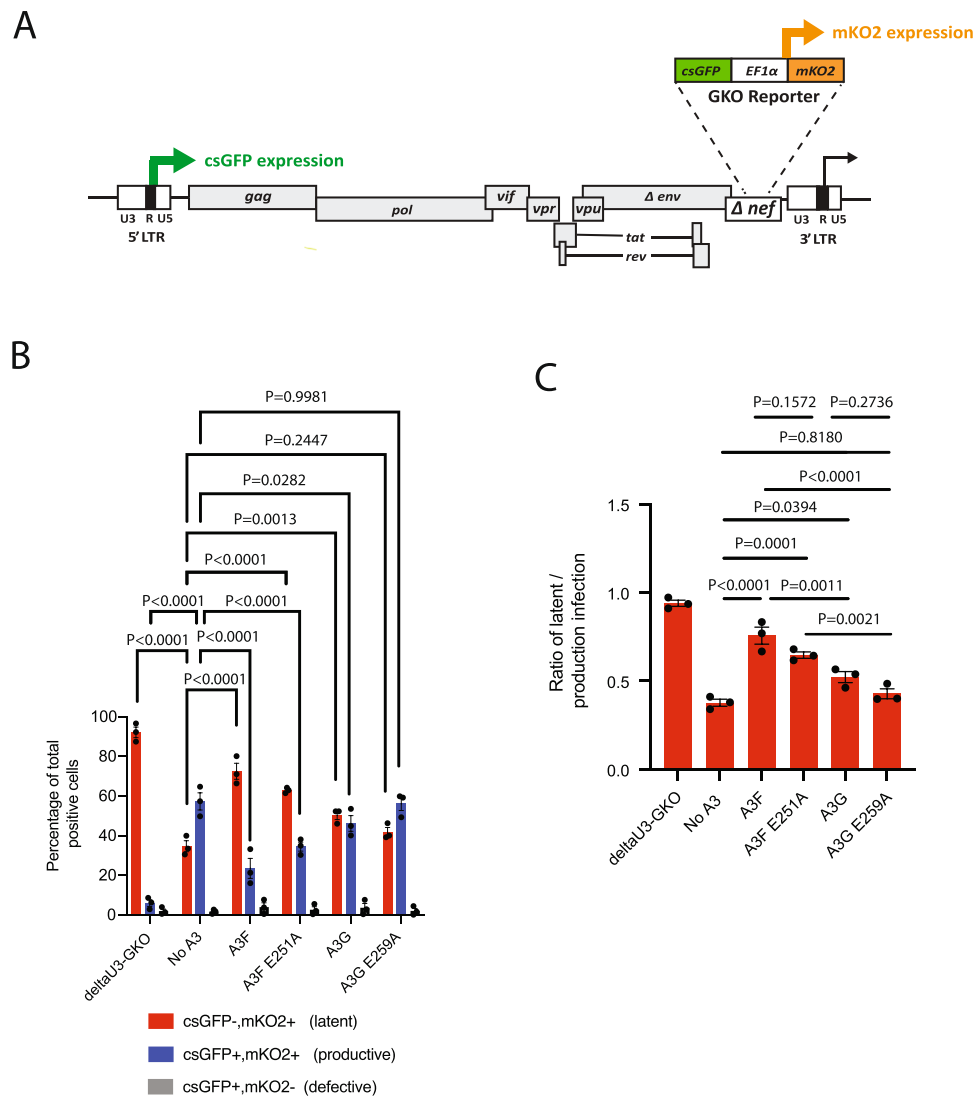 A
mKO2 expression
csGFP EF1α mKO2
GKO Reporter
csGFP expression
gag
pol
vif
vpr
vpu
Δ env
Δ nef
tat
rev
U3 R U5
5' LTR
U3 R U5
3' LTR
B
P=0.9981
P=0.2447
P=0.0282
P=0.0013
P<0.0001
P<0.0001 P<0.0001
P<0.0001 P<0.0001
P<0.0001
Percentage of total
positive cells
100
80
60
40
20
0
deltaU3-GKO
No A3
A3F
A3F E251A
A3G
A3G E259A
csGFP-,mKO2+ (latent)
csGFP+,mKO2+ (productive)
csGFP+,mKO2- (defective)
C
P=0.1572 P=0.2736
P=0.8180
P<0.0001
P=0.0394
P=0.0001
P<0.0001 P=0.0011
P=0.0021
Ratio of latent /
production infection
1.5
1.0
0.5
0.0
deltaU3-GKO
No A3
A3F
A3F E251A
A3G
A3G E259A